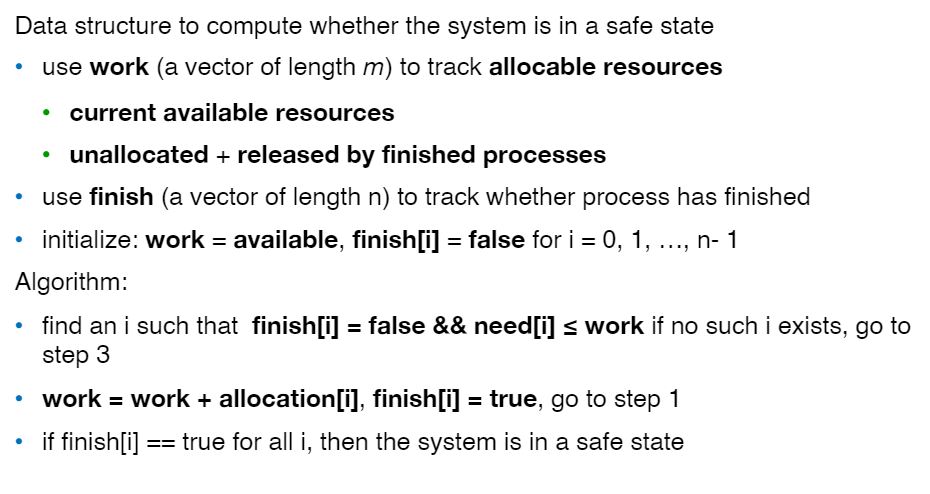 Data structure to compute whether the system is in a safe state
• use work (a vector of length m) to track allocable resources
• current available resources
• unallocated + released by finished processes
• use finish (a vector of length n) to track whether process has finished
• initialize: work = available, finish[i] = false for i = 0, 1, …, n- 1
Algorithm:
• find an i such that  finish[i] = false && need[i] ≤ work if no such i exists, go to
step 3
• work = work + allocation[i], finish[i] = true, go to step 1
• if finish[i] == true for all i, then the system is in a safe state